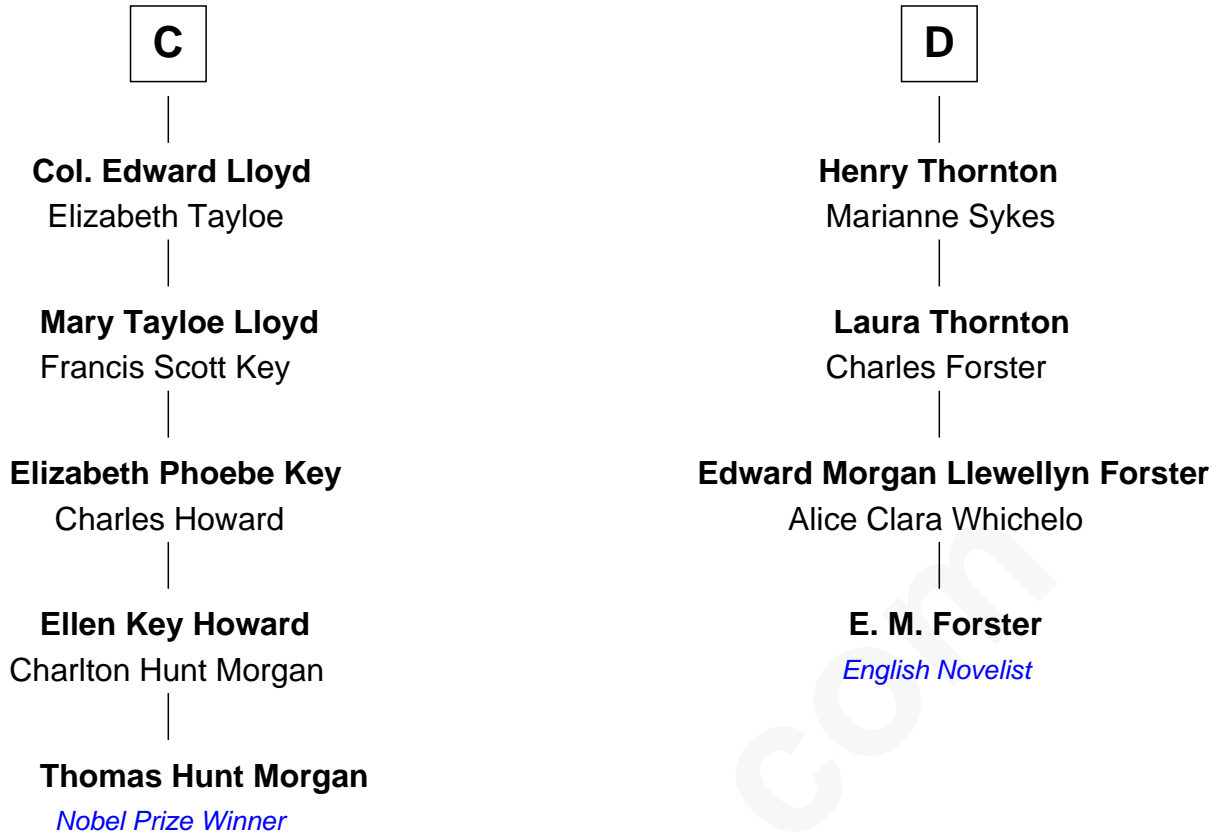 C
Col. Edward Lloyd
Elizabeth Tayloe
Mary Tayloe Lloyd
Francis Scott Key
Elizabeth Phoebe Key
Charles Howard
Ellen Key Howard
Charlton Hunt Morgan
Thomas Hunt Morgan
Nobel Prize Winner
D
Henry Thornton
Marianne Sykes
Laura Thornton
Charles Forster
Edward Morgan Llewellyn Forster
Alice Clara Whichelo
E. M. Forster
English Novelist
com